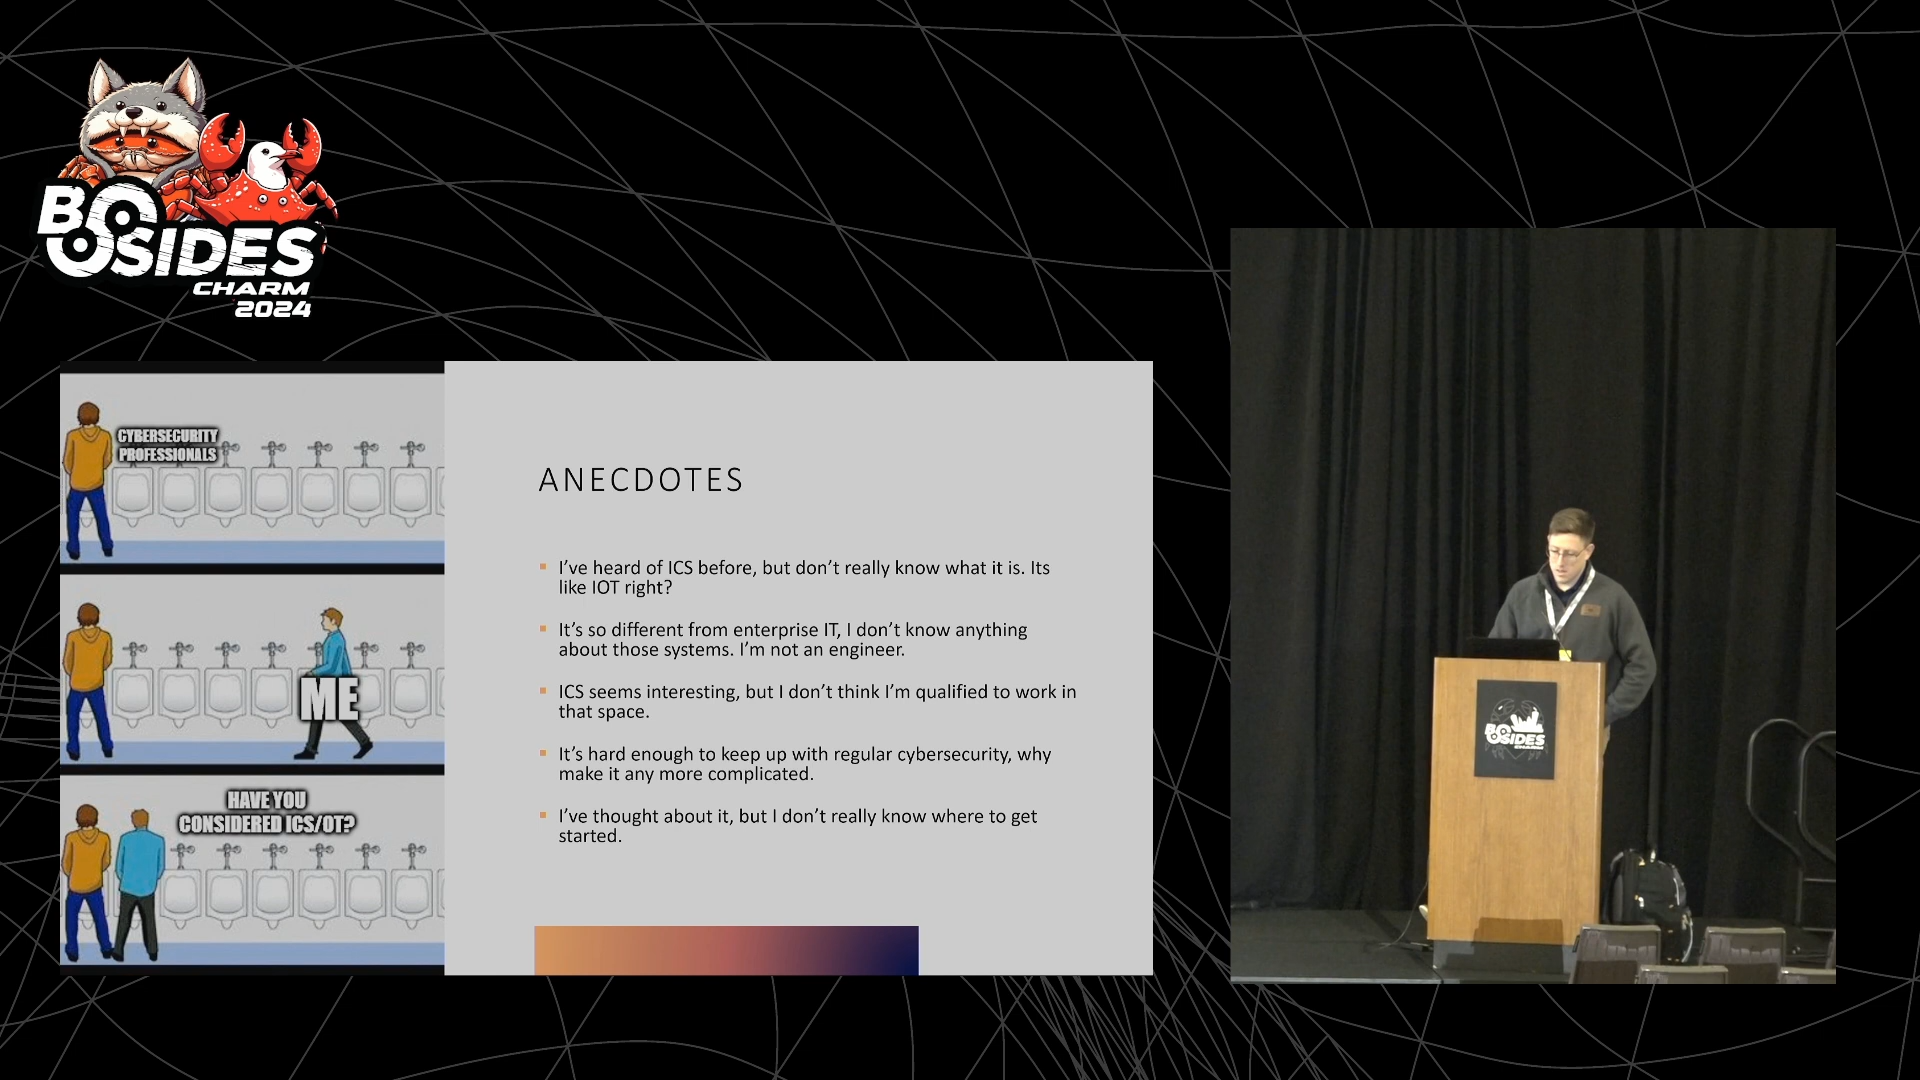 BSIDES
CHARM
2024
CYBERSECURITY
PROFESSIONALS
ME
HAVE YOU
CONSIDERED ICS/OT?
ANECDOTES
I've heard of ICS before, but don't really know what it is. Its
like IOT right?
It's so different from enterprise IT, I don't know anything
about those systems. I'm not an engineer.
ICS seems interesting, but I don't think I'm qualified to work in
that space.
It's hard enough to keep up with regular cybersecurity, why
make it any more complicated.
I've thought about it, but I don't really know where to get
started.
BSIDES
CHARM